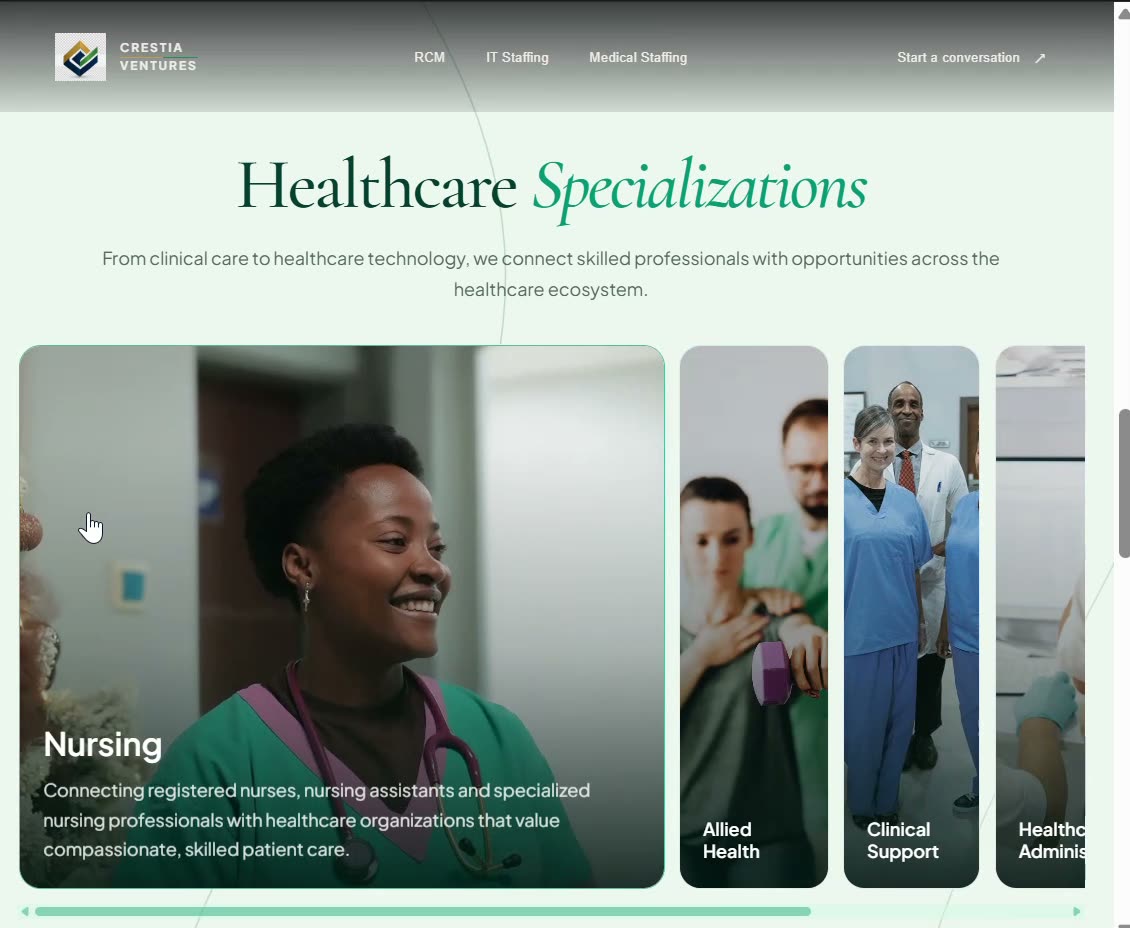 CRESTIA
VENTURES
RCM
IT Staffing
Medical Staffing
Start a conversation ↗
Healthcare Specializations
From clinical care to healthcare technology, we connect skilled professionals with opportunities across the
healthcare ecosystem.
Nursing
Connecting registered nurses, nursing assistants and specialized
nursing professionals with healthcare organizations that value
compassionate, skilled patient care.
Allied
Health
Clinical
Support
Healthc
Adminis